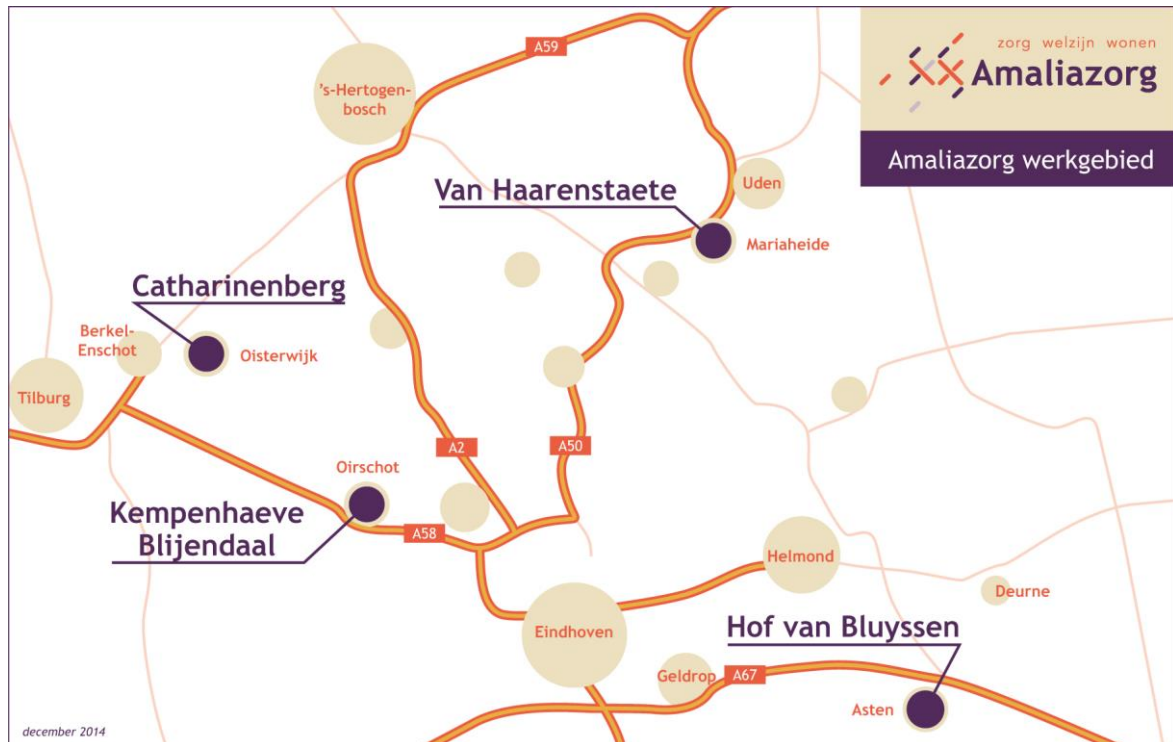 zorg welzijn wonen
Amaliazorg
Amaliazorg werkgebied
A59
's-Hertogen-
bosch
Van Haarenstaete
Uden
Mariaheide
Catharinenberg
Berkel-
Enschot
Oisterwijk
Tilburg
A2
A50
Oirschot
Kempenhaeve
Blijendaal
A58
Helmond
Deurne
Eindhoven
Hof van Bluyssen
Geldrop
A67
Asten
december 2014